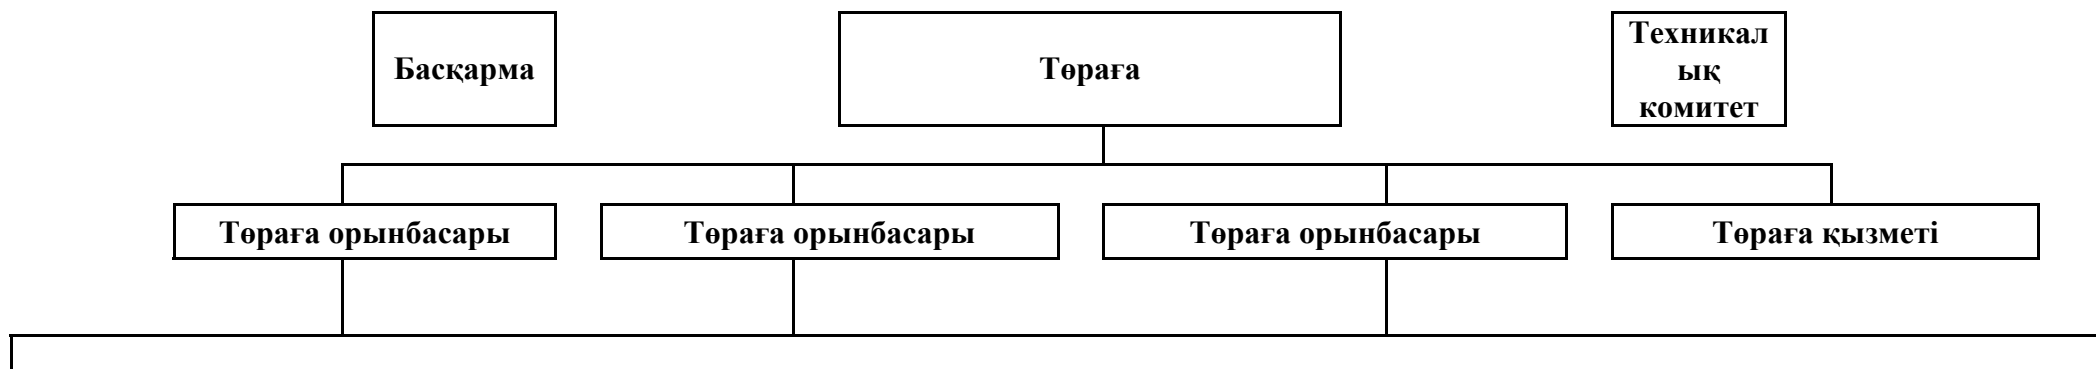 Басқарма
Төраға
Техникал
ық
комитет
Төраға орынбасары
Төраға орынбасары
Төраға орынбасары
Төраға қызметі